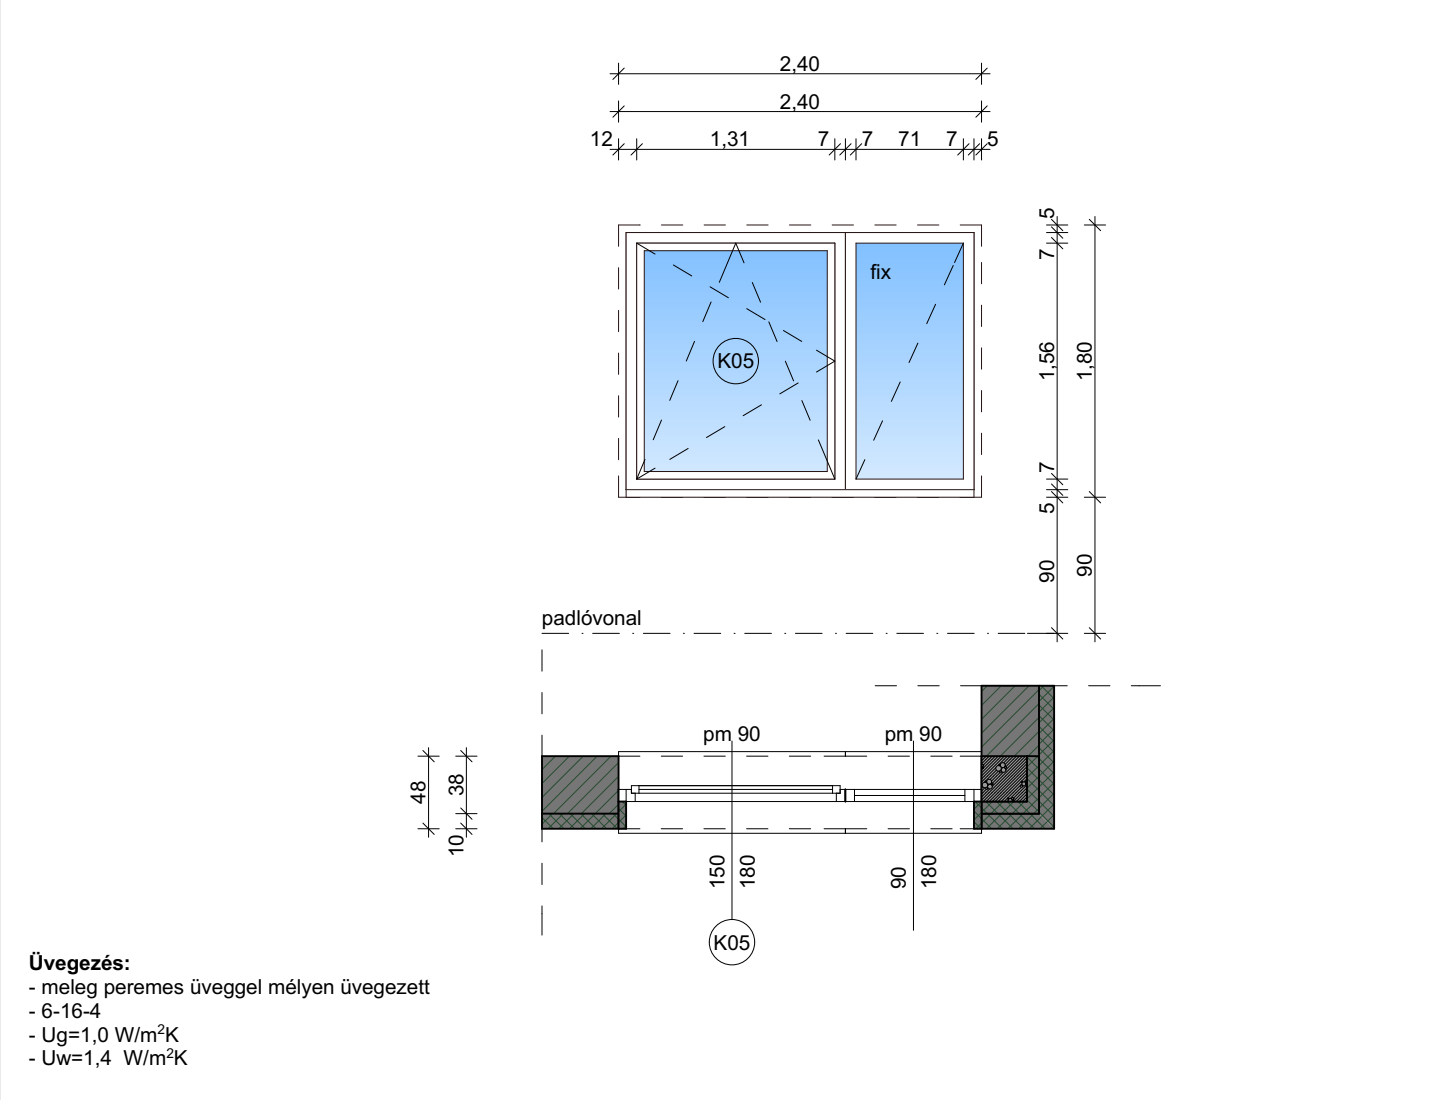 2,40
2,40
12 1,31 7 7 71 7 5
5
7
1,56
7
5
90
1,80
90
fix
K05
padlóvonal
pm 90
pm 90
48
38
10
150
180
90
180
K05
Üvegezés:
- meleg peremes üveggel mélyen üvegezett
- 6-16-4
- Ug=1,0 W/m²K
- Uw=1,4 W/m²K